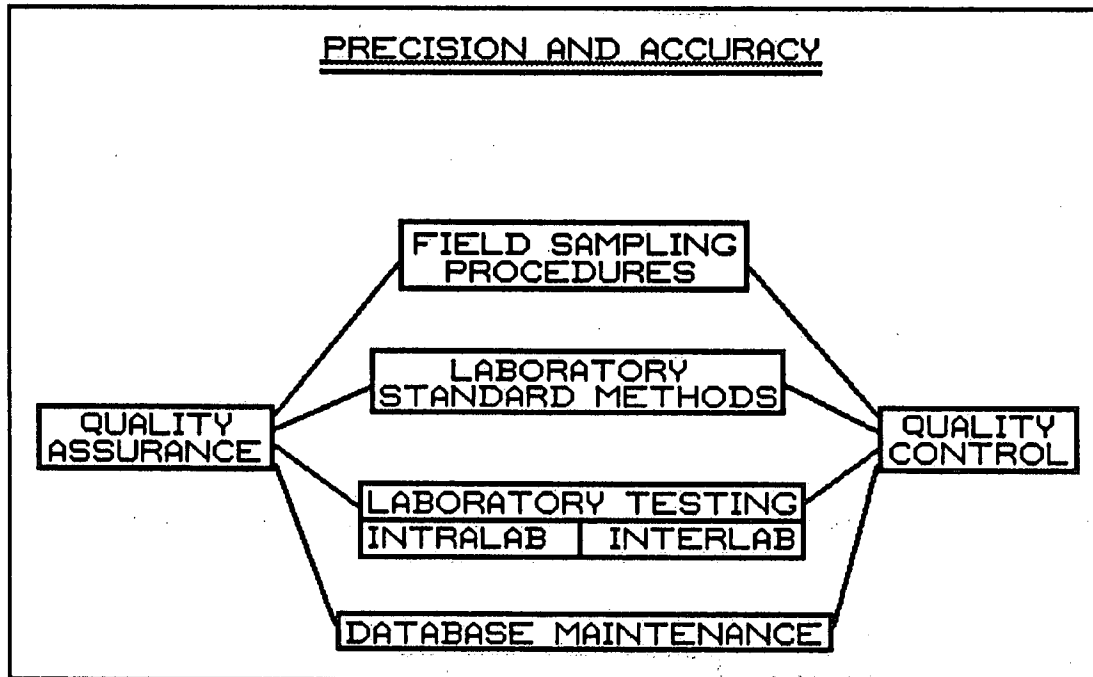 PRECISION AND ACCURACY
FIELD SAMPLING
PROCEDURES
LABORATORY
STANDARD METHODS
QUALITY
ASSURANCE
QUALITY
CONTROL
LABORATORY TESTING
INTRALAB
INTERLAB
DATABASE MAINTENANCE